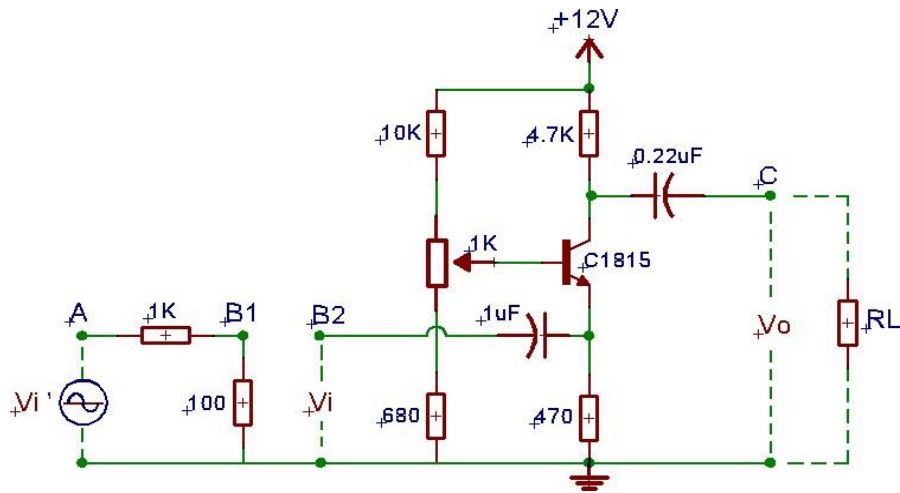 +12V
10K
4.7K
0.22uF
C
1K
C1815
A
1K
B1
B2
1uF
Vi '
100
Vi
680
470
Vo
RL